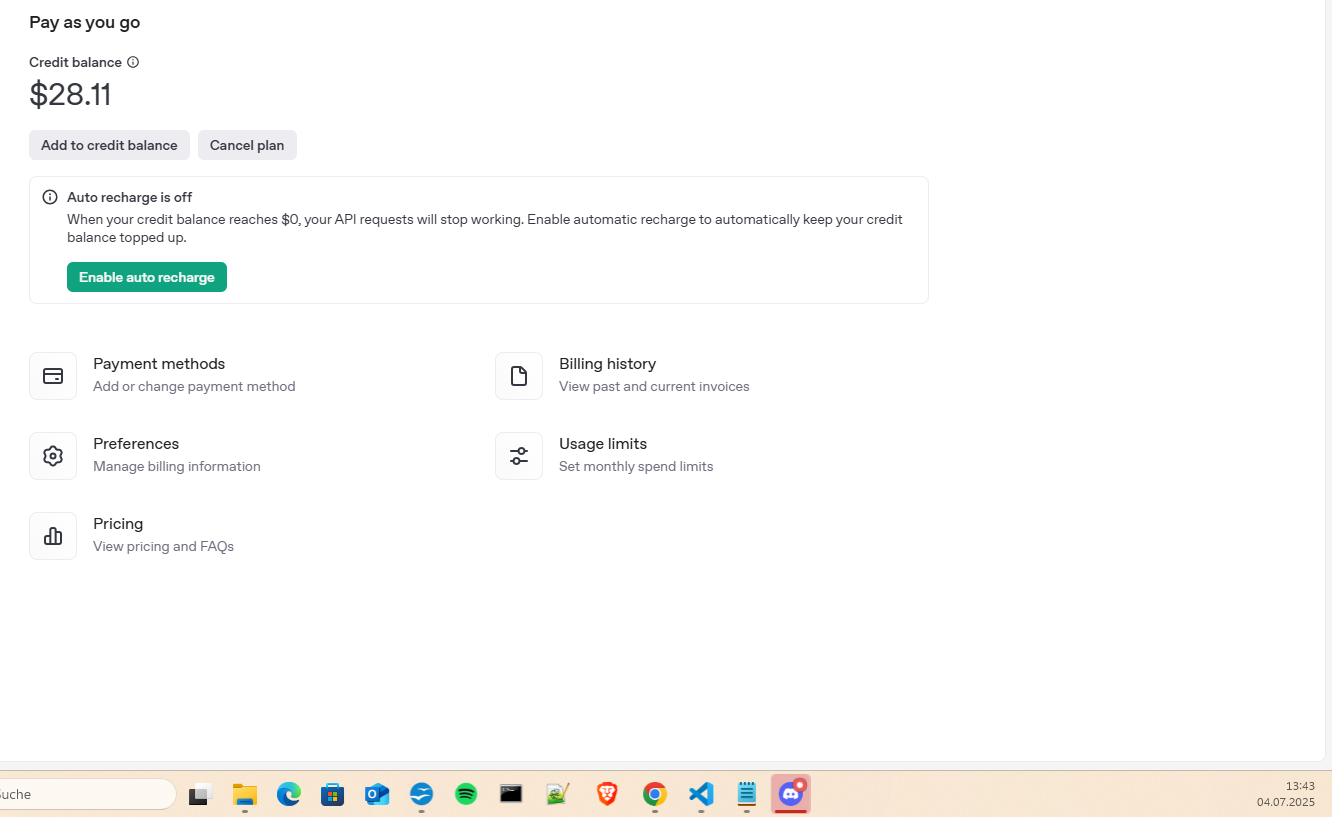 Pay as you go
Credit balance
$28.11
Add to credit balance
Cancel plan
Auto recharge is off
When your credit balance reaches $0, your API requests will stop working. Enable automatic recharge to automatically keep your credit
balance topped up.
Enable auto recharge
Payment methods
Add or change payment method
Billing history
View past and current invoices
Preferences
Manage billing information
Usage limits
Set monthly spend limits
Pricing
View pricing and FAQs
uche
13:43
04.07.2025